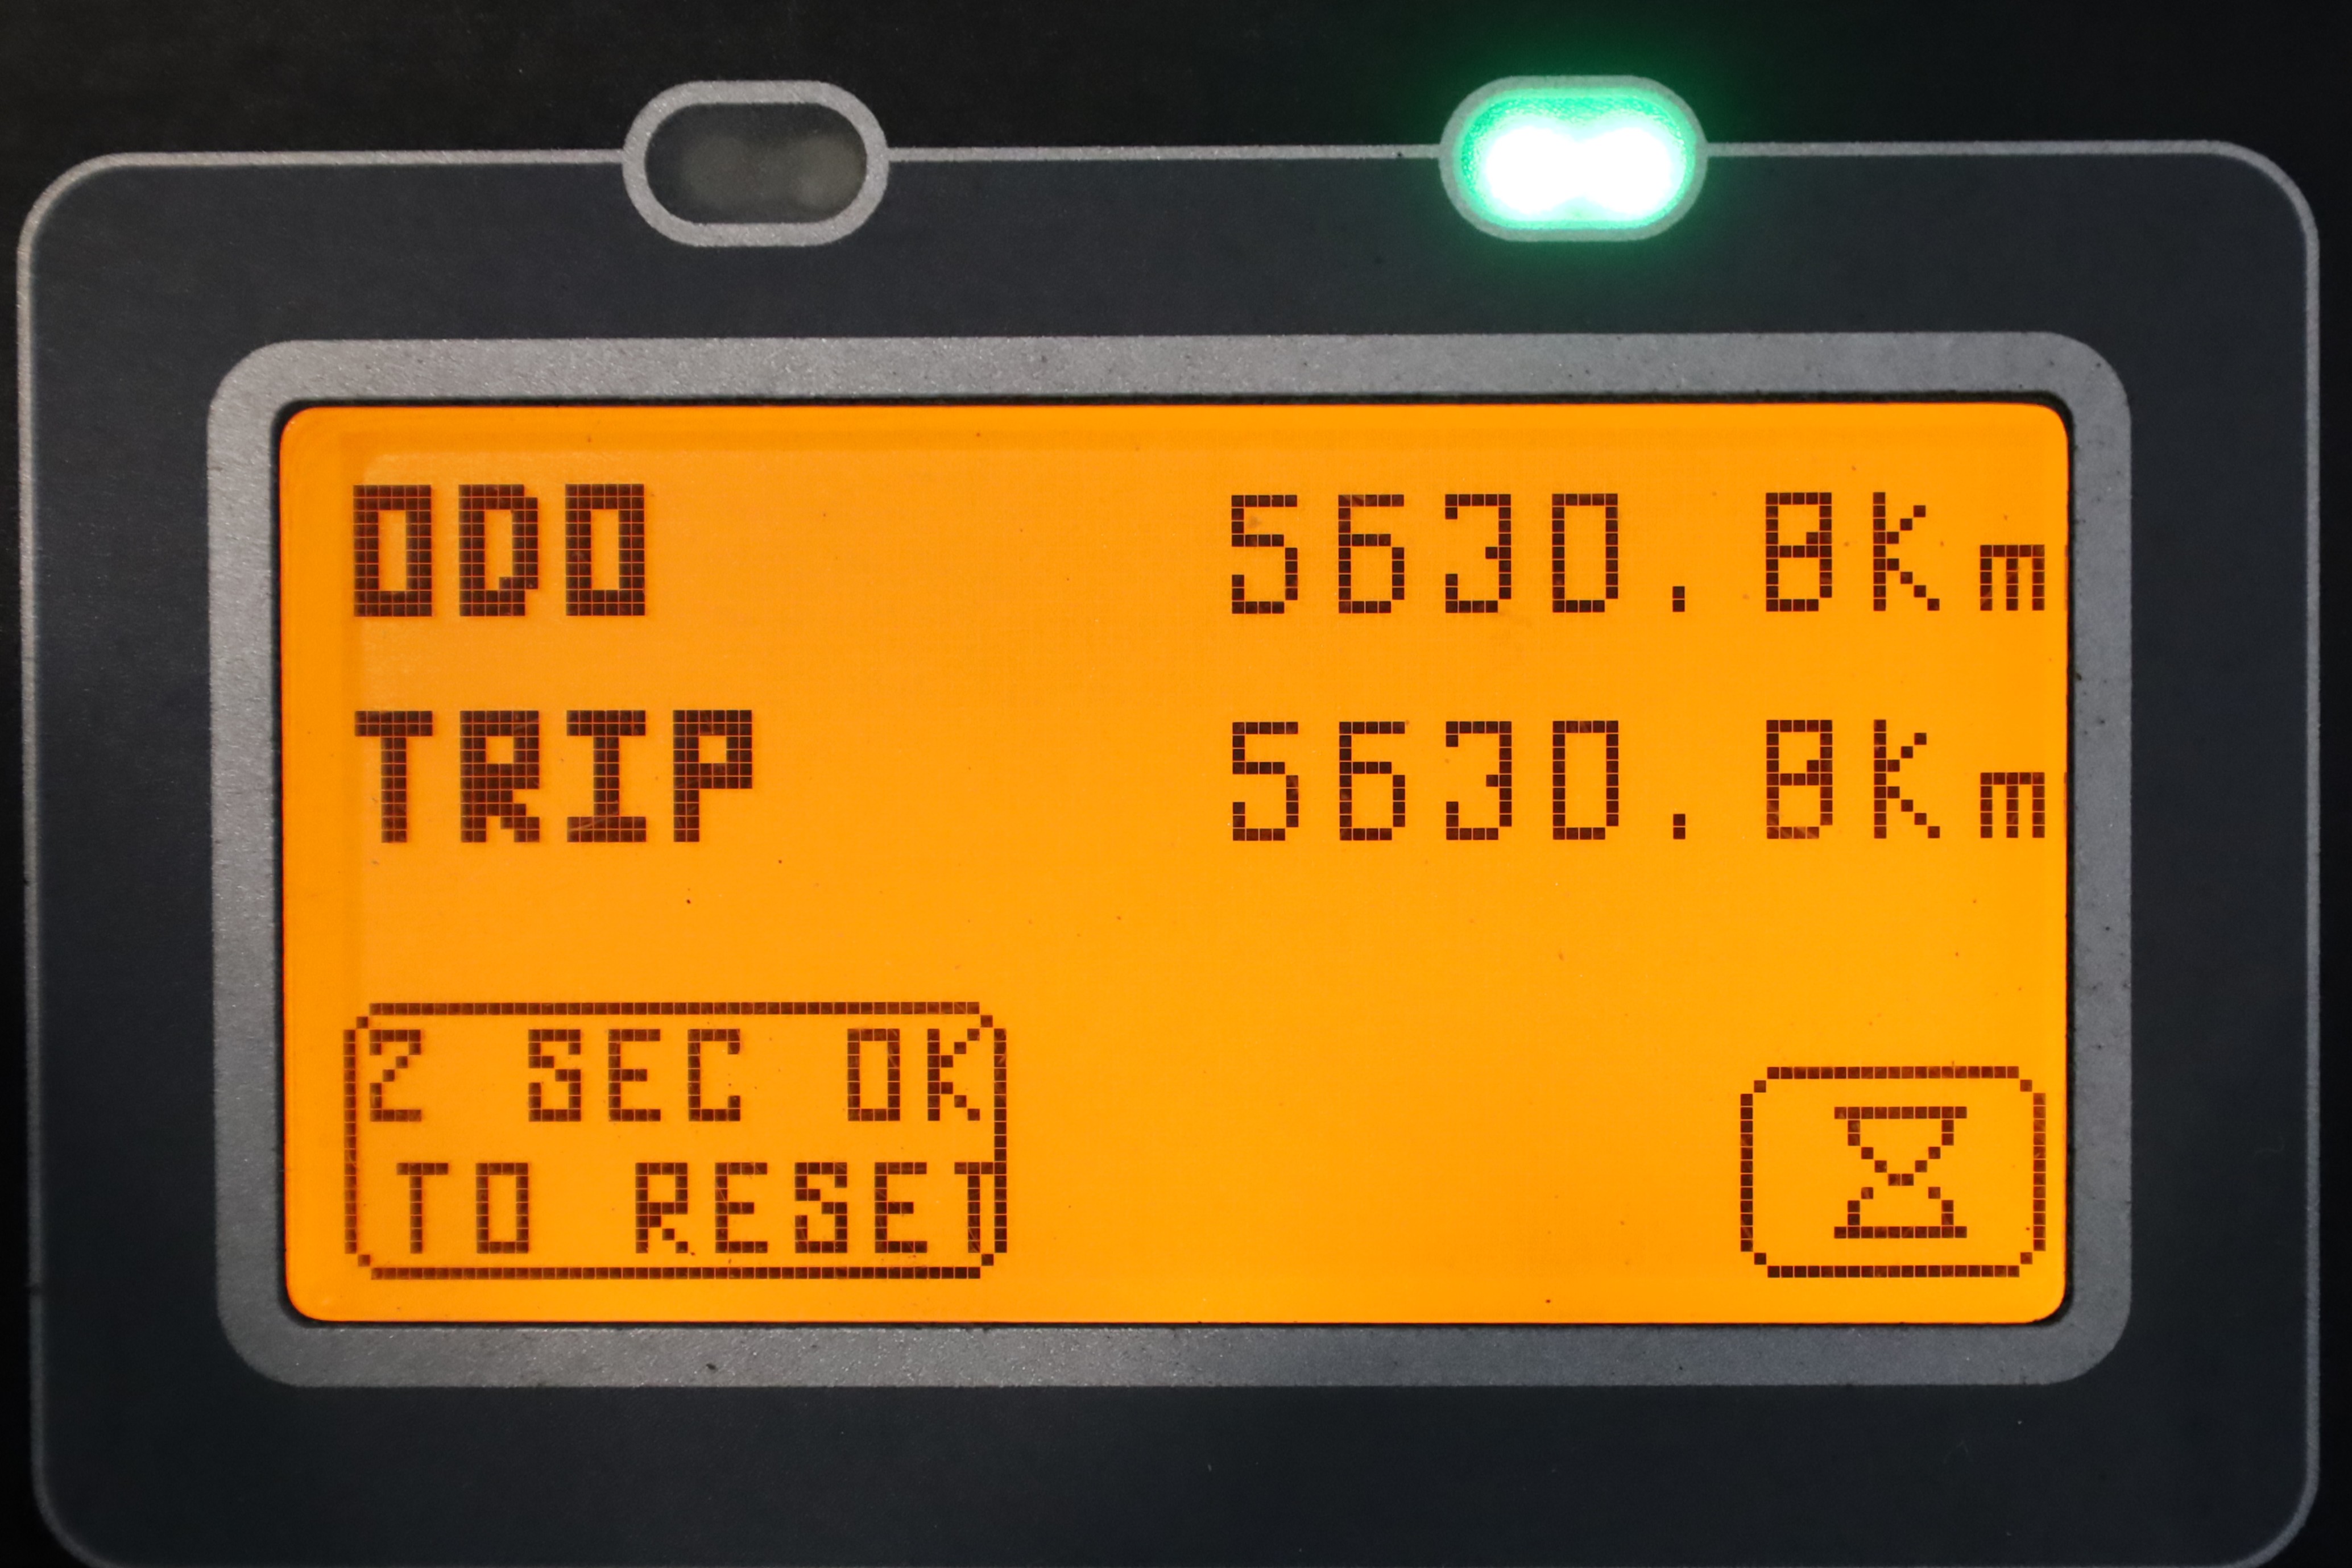 ODO 5630.8Km
TRIP 5630.8Km
2 SEC OK
TO RESET